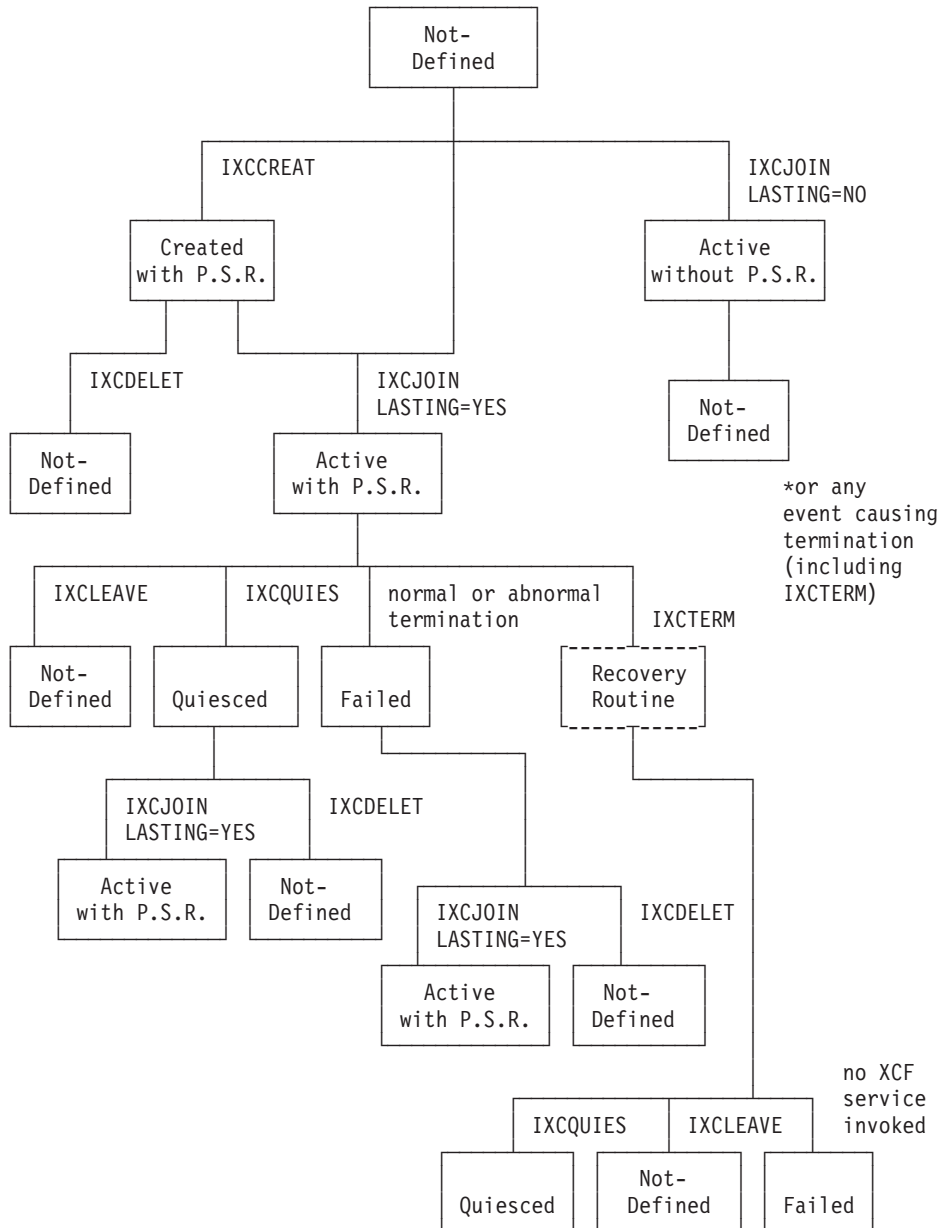 Not-
Defined
IXCCREAT
IXCJOIN
LASTING=NO
Created
with P.S.R.
Active
without P.S.R.
IXCDELET
IXCJOIN
LASTING=YES
Not-
Defined
Not-
Defined
Active
with P.S.R.
*or any
event causing
termination
(including
IXCTERM)
IXCLEAVE
IXCQUIES
normal or abnormal
termination
IXCTERM
Not-
Defined
Quiesced
Failed
Recovery
Routine
IXCJOIN
LASTING=YES
IXCDELET
Active
with P.S.R.
Not-
Defined
IXCJOIN
LASTING=YES
IXCDELET
Active
with P.S.R.
Not-
Defined
no XCF
service
invoked
IXCQUIES
IXCLEAVE
Quiesced
Not-
Defined
Failed